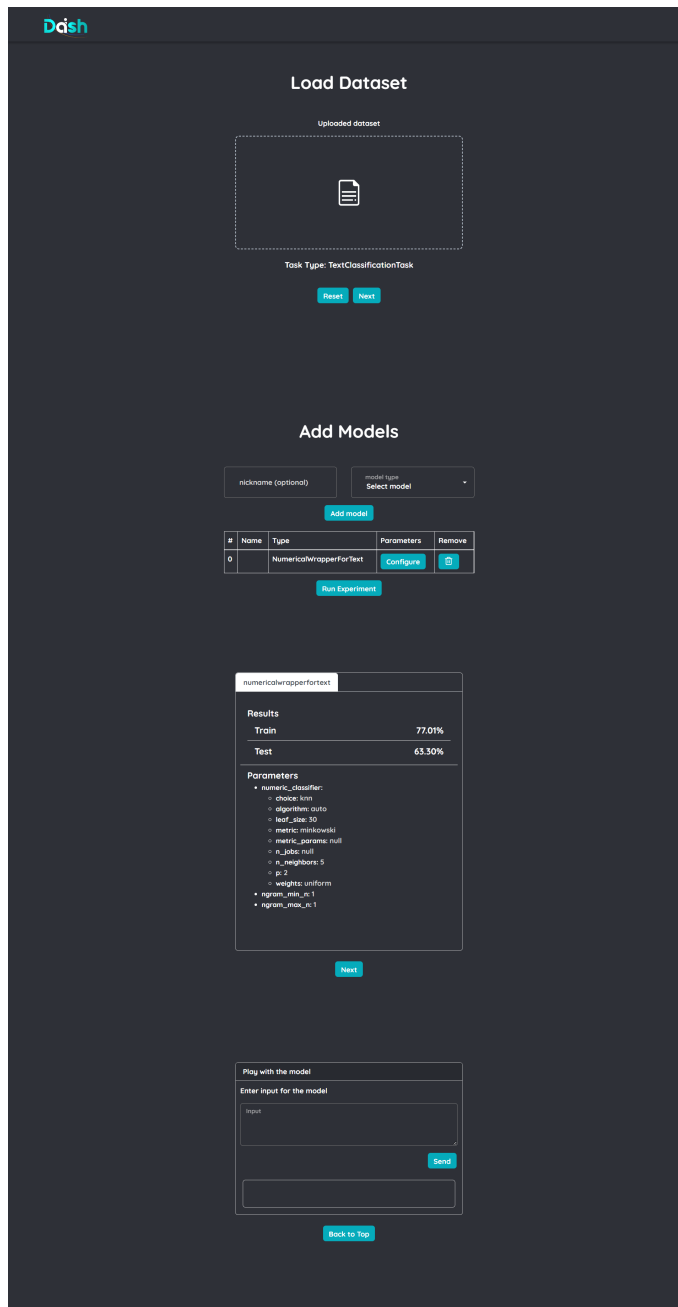 Dash
Load Dataset
Uploaded dataset
Task Type: TextClassificationTask
Reset Next
Add Models
nickname (optional)
model type
Select model
Add model
# Name Type Parameters Remove
0 NumericalWrapperForText Configure
Run Experiment
numericalwrapperfortext
Results
Train 77.01%
Test 63.30%
Parameters
numeric_classifier:
choice: knn
algorithm: auto
leaf_size: 30
metric: minkowski
metric_params: null
n_jobs: null
n_neighbors: 5
p: 2
weights: uniform
ngram_min_n: 1
ngram_max_n: 1
Next
Play with the model
Enter input for the model
Input
Send
Back to Top